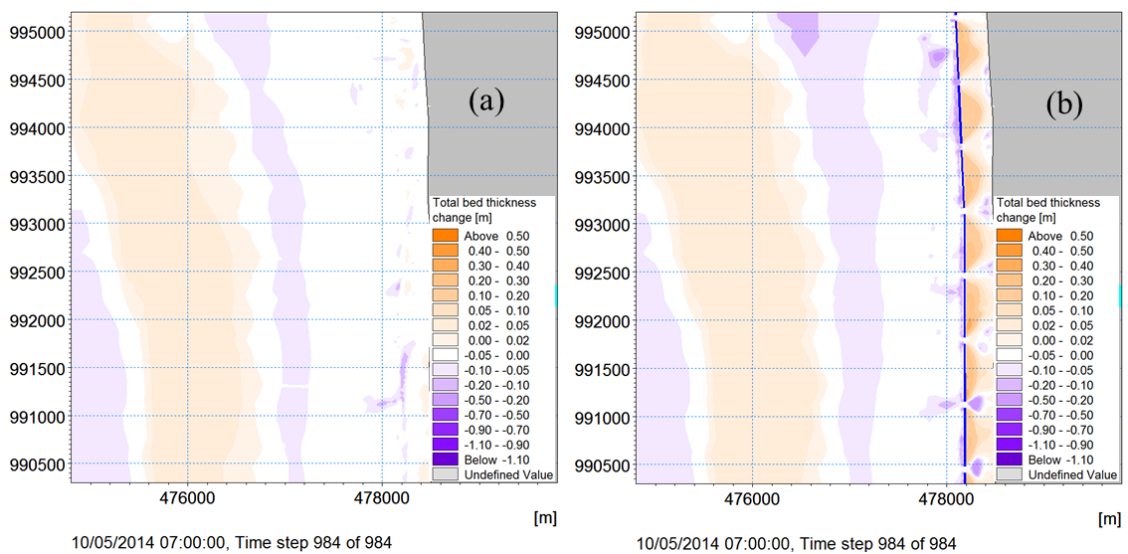 995000
994500
994000
993500
993000
992500
992000
991500
991000
990500
476000 478000
[m]
(a)
Total bed thickness
change [m]
Above 0.50
0.40 - 0.50
0.30 - 0.40
0.20 - 0.30
0.10 - 0.20
0.05 - 0.10
0.02 - 0.05
0.00 - 0.02
-0.05 - 0.00
-0.10 - -0.05
-0.20 - -0.10
-0.50 - -0.20
-0.70 - -0.50
-0.90 - -0.70
-1.10 - -0.90
Below -1.10
Undefined Value
10/05/2014 07:00:00, Time step 984 of 984
995000
994500
994000
993500
993000
992500
992000
991500
991000
990500
476000 478000
[m]
(b)
Total bed thickness
change [m]
Above 0.50
0.40 - 0.50
0.30 - 0.40
0.20 - 0.30
0.10 - 0.20
0.05 - 0.10
0.02 - 0.05
0.00 - 0.02
-0.05 - 0.00
-0.10 - -0.05
-0.20 - -0.10
-0.50 - -0.20
-0.70 - -0.50
-0.90 - -0.70
-1.10 - -0.90
Below -1.10
Undefined Value
10/05/2014 07:00:00, Time step 984 of 984